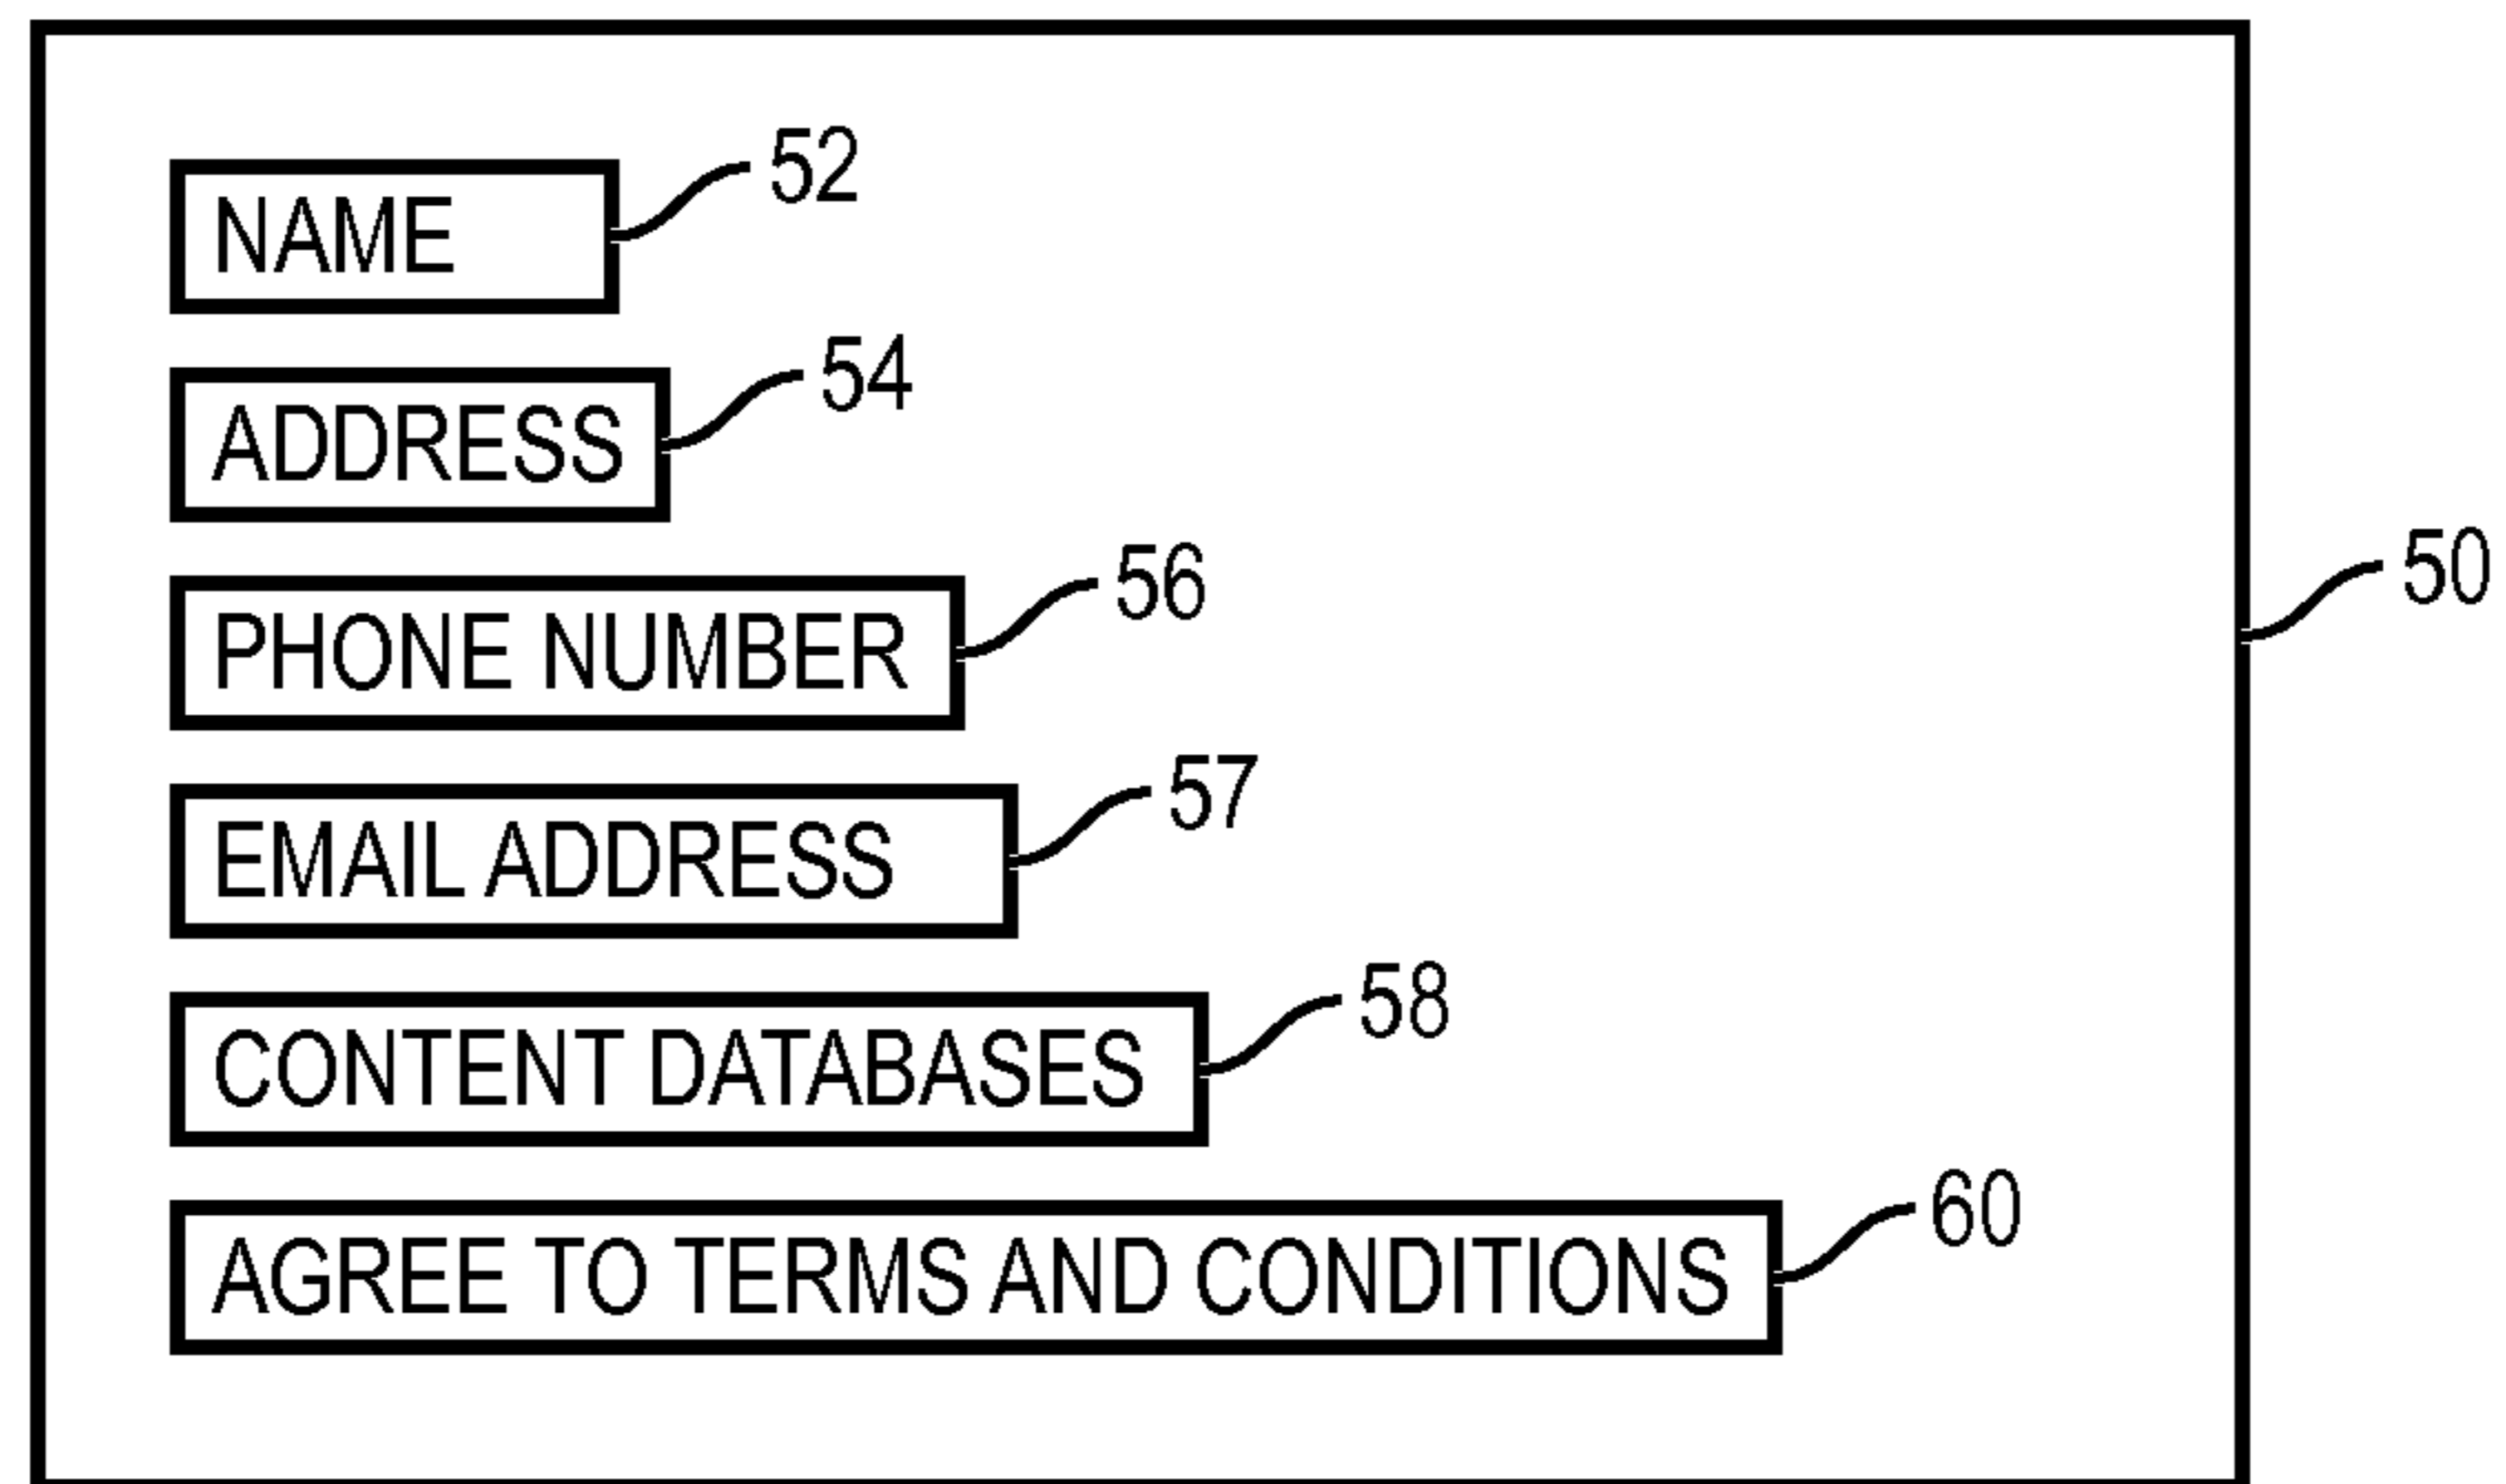 NAME 52
ADDRESS 54
PHONE NUMBER 56
50
EMAIL ADDRESS 57
CONTENT DATABASES 58
AGREE TO TERMS AND CONDITIONS 60